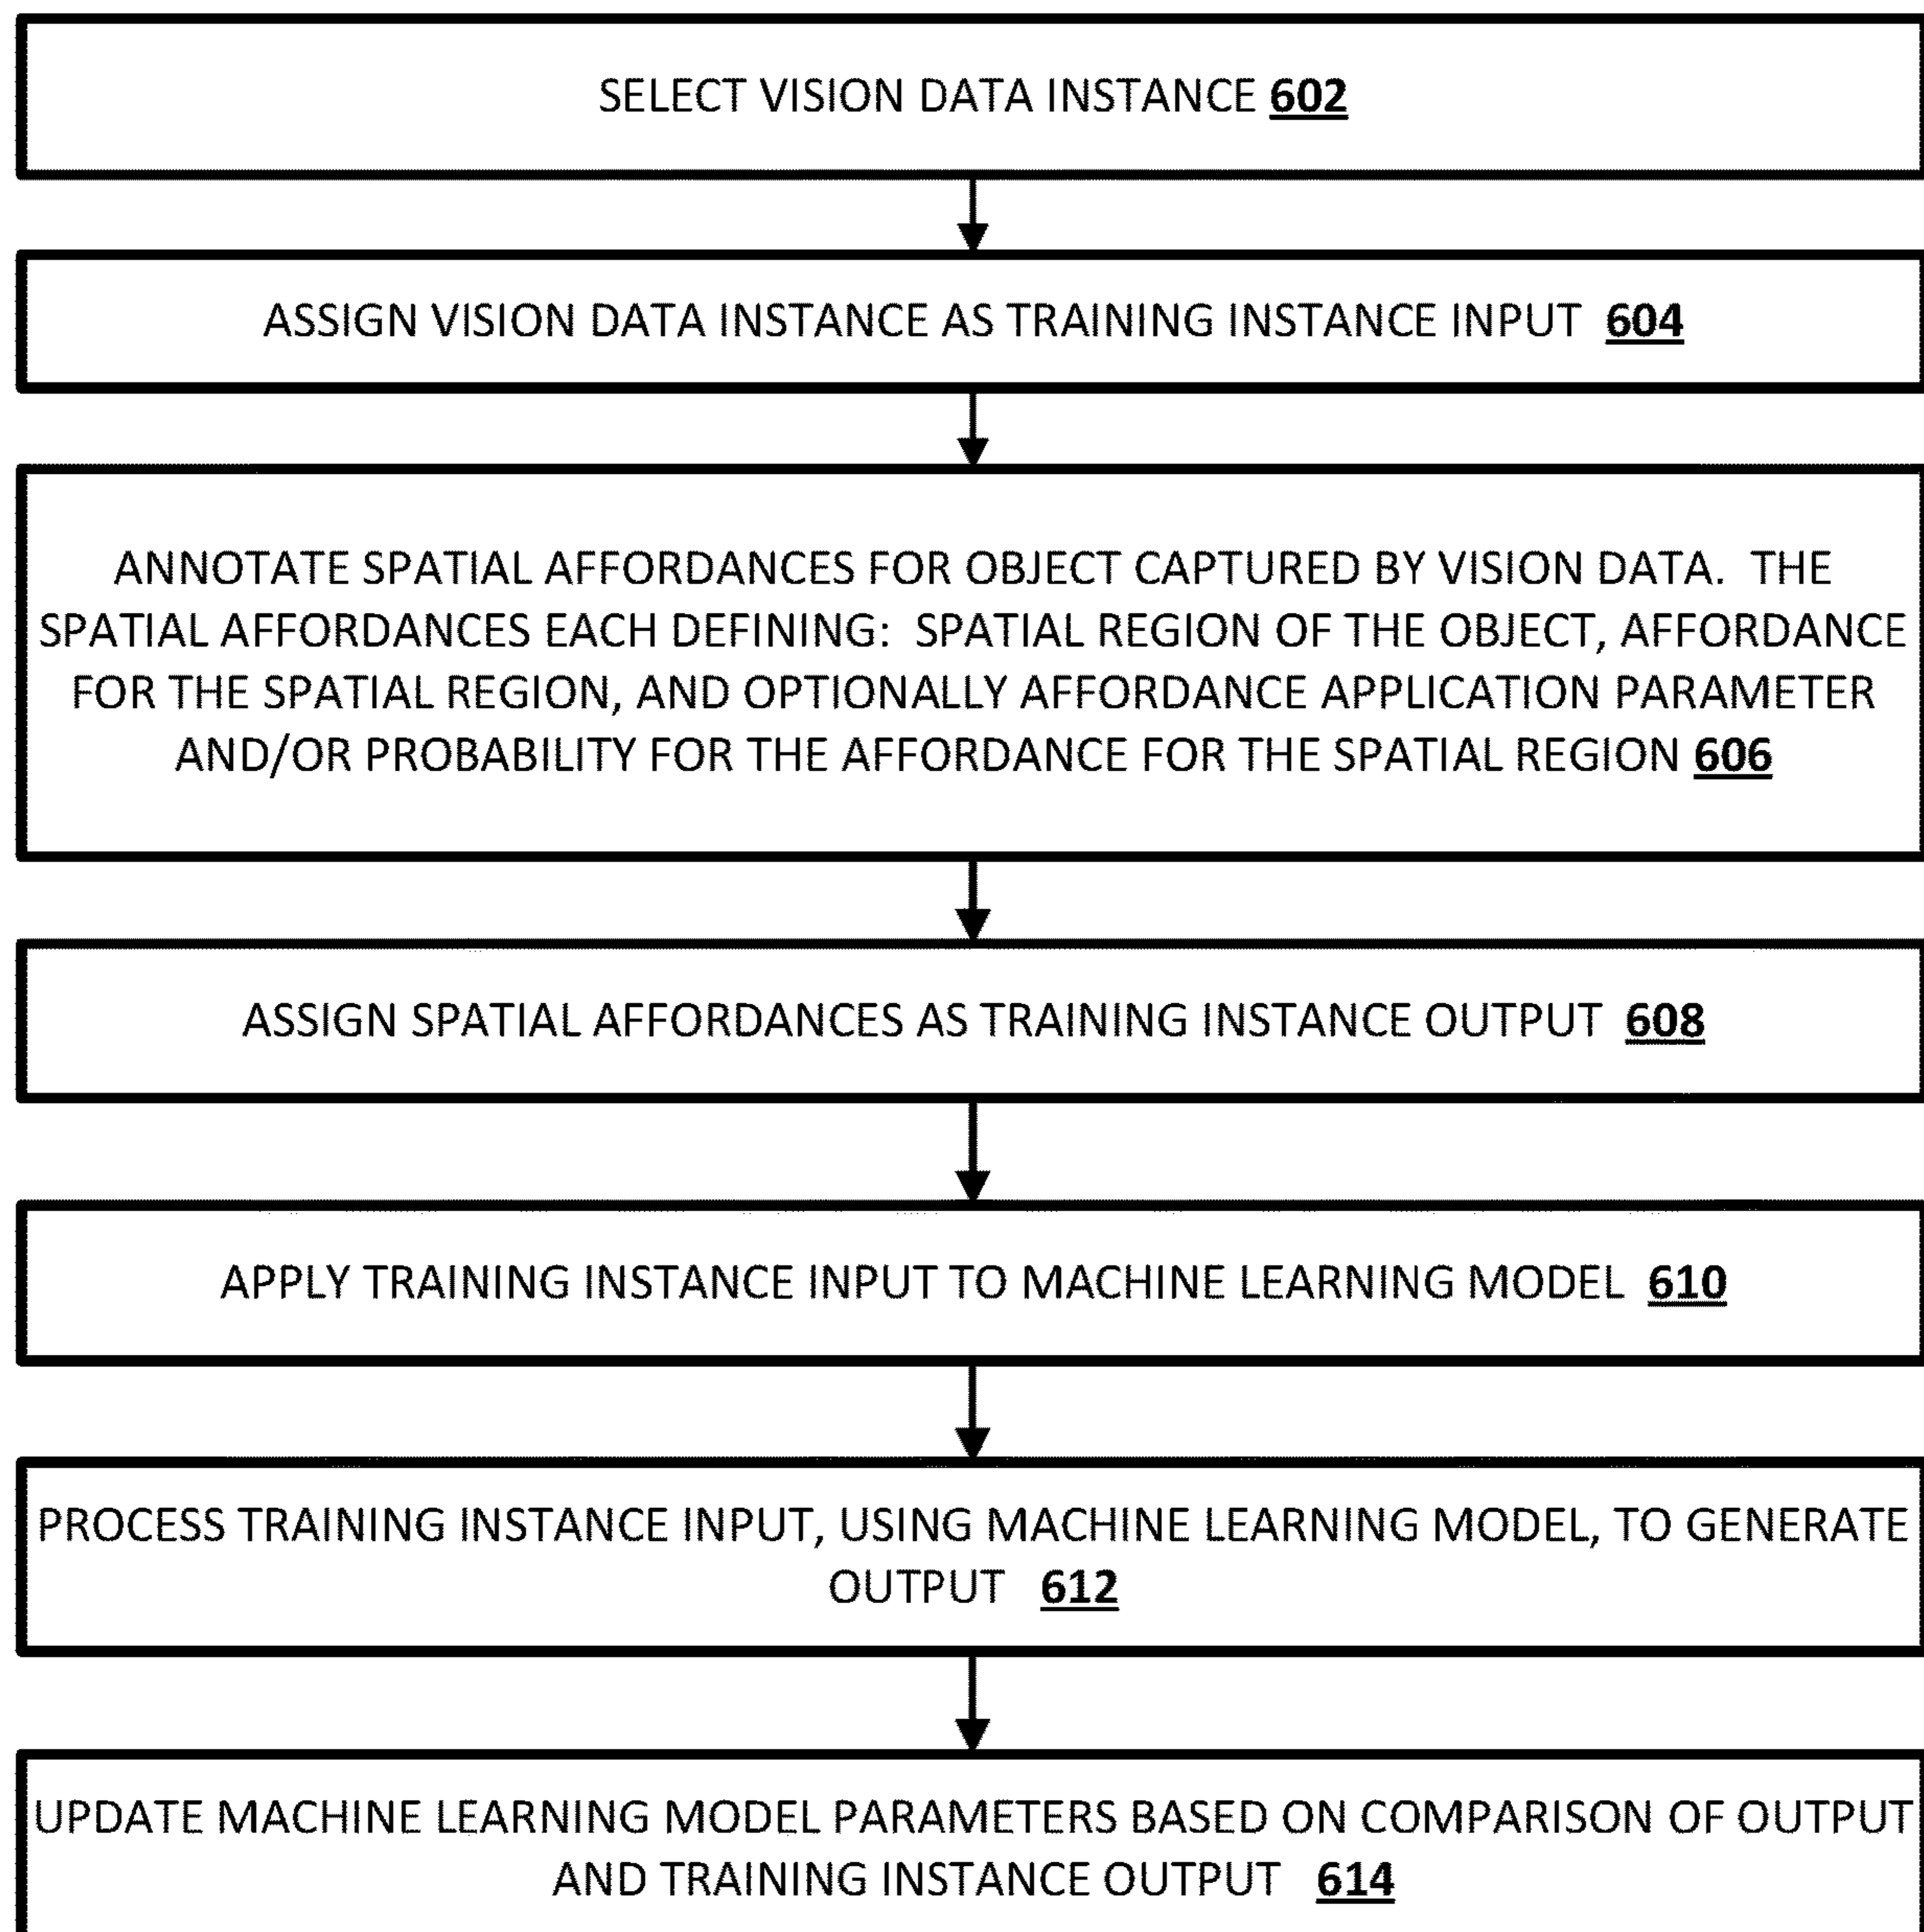 SELECT VISION DATA INSTANCE 602
ASSIGN VISION DATA INSTANCE AS TRAINING INSTANCE INPUT 604
ANNOTATE SPATIAL AFFORDANCES FOR OBJECT CAPTURED BY VISION DATA. THE
SPATIAL AFFORDANCES EACH DEFINING: SPATIAL REGION OF THE OBJECT, AFFORDANCE
FOR THE SPATIAL REGION, AND OPTIONALLY AFFORDANCE APPLICATION PARAMETER
AND/OR PROBABILITY FOR THE AFFORDANCE FOR THE SPATIAL REGION 606
ASSIGN SPATIAL AFFORDANCES AS TRAINING INSTANCE OUTPUT 608
APPLY TRAINING INSTANCE INPUT TO MACHINE LEARNING MODEL 610
PROCESS TRAINING INSTANCE INPUT, USING MACHINE LEARNING MODEL, TO GENERATE
OUTPUT 612
UPDATE MACHINE LEARNING MODEL PARAMETERS BASED ON COMPARISON OF OUTPUT
AND TRAINING INSTANCE OUTPUT 614